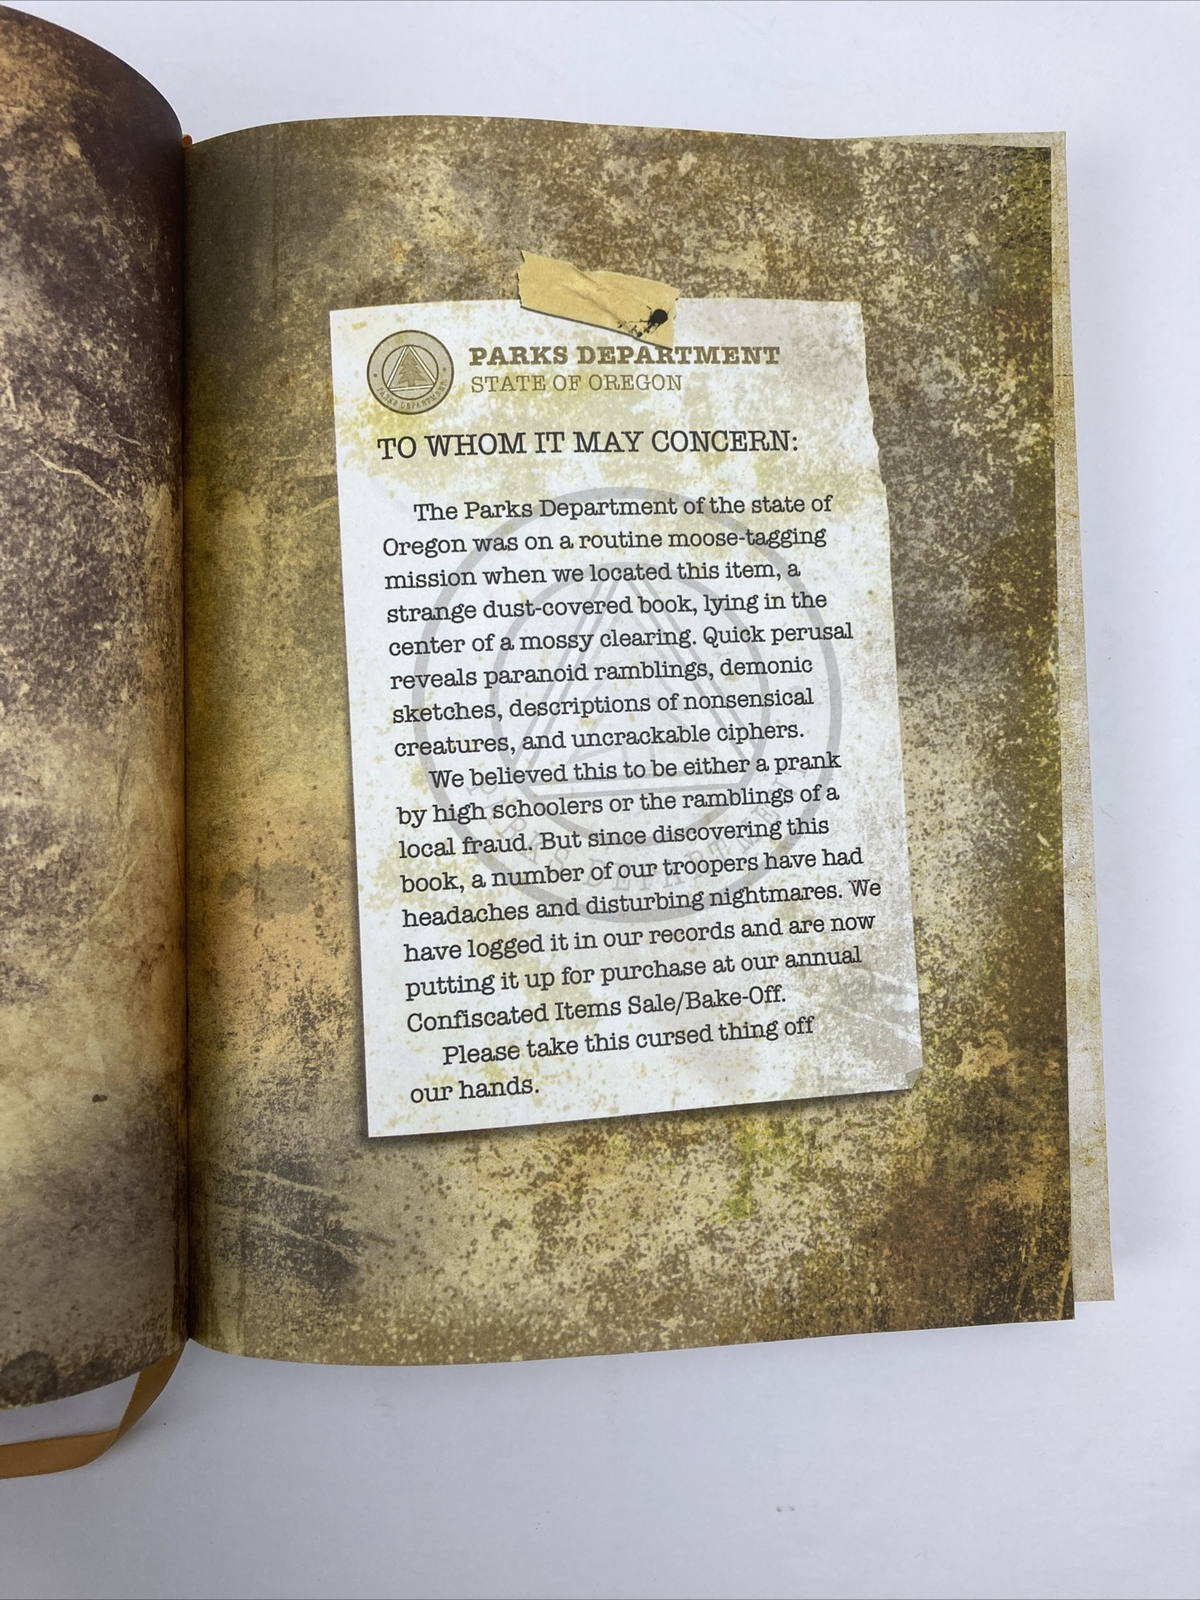 PARKS DEPARTMENT
STATE OF OREGON
PARKS DEPARTMENT
TO WHOM IT MAY CONCERN:
The Parks Department of the state of
Oregon was on a routine moose-tagging
mission when we located this item, a
strange dust-covered book, lying in the
center of a mossy clearing. Quick perusal
reveals paranoid ramblings, demonic
sketches, descriptions of nonsensical
creatures, and uncrackable ciphers.
We believed this to be either a prank
by high schoolers or the ramblings of a
local fraud. But since discovering this
book, a number of our troopers have had
headaches and disturbing nightmares. We
have logged it in our records and are now
putting it up for purchase at our annual
Confiscated Items Sale/Bake-Off.
Please take this cursed thing off
our hands.
PARKS DEPARTMENT